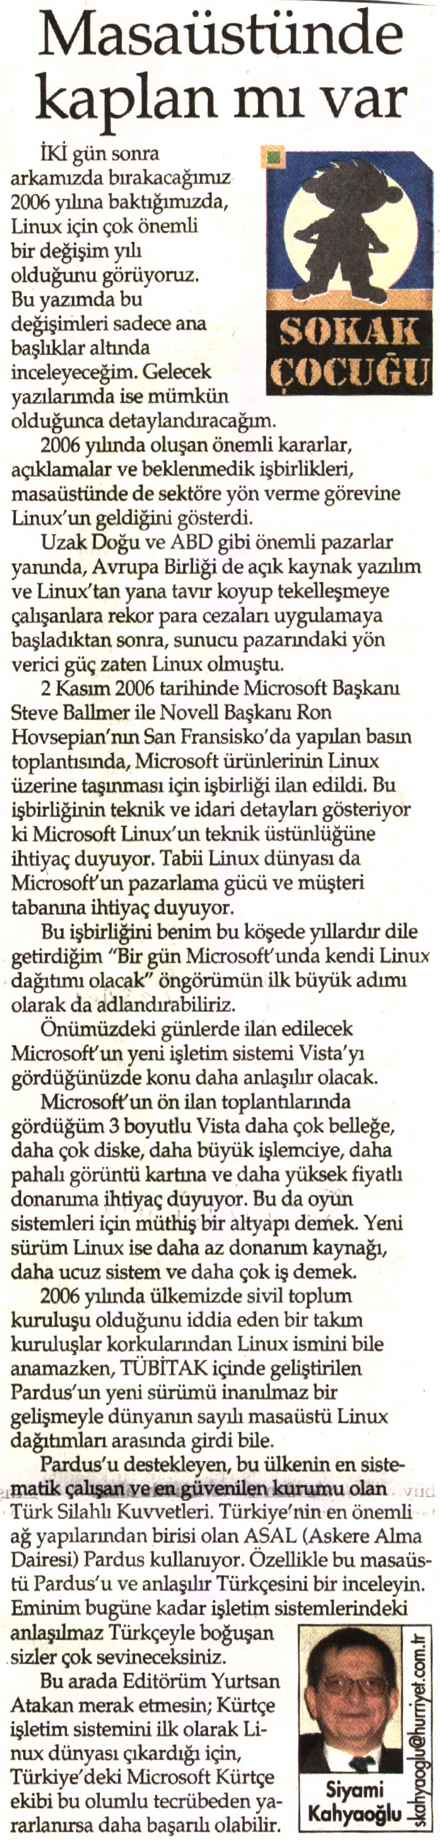 Masaüstünde
kaplan mı var
İKİ gün sonra
arkamızda bırakacağımız
2006 yılına baktığımızda,
Linux için çok önemli
bir değişim yılı
olduğunu görüyoruz.
Bu yazımda bu
değişimleri sadece ana
başlıklar altında
inceleyeceğim. Gelecek
yazılarımda ise mümkün
olduğunca detaylandıracağım.
SOKAK
ÇOCUĞU
2006 yılında oluşan önemli kararlar,
açıklamalar ve beklenmedik işbirlikleri,
masaüstünde de sektöre yön verme görevine
Linux'un geldiğini gösterdi.
Uzak Doğu ve ABD gibi önemli pazarlar
yanında, Avrupa Birliği de açık kaynak yazılım
ve Linux'tan yana tavır koyup tekelleşmeye
çalışanlara rekor para cezaları uygulamaya
başladıktan sonra, sunucu pazarındaki yön
verici güç zaten Linux olmuştu.
2 Kasım 2006 tarihinde Microsoft Başkanı
Steve Ballmer ile Novell Başkanı Ron
Hovsepian'nın San Fransisko'da yapılan basın
toplantısında, Microsoft ürünlerinin Linux
üzerine taşınması için işbirliği ilan edildi. Bu
işbirliğinin teknik ve idari detayları gösteriyor
ki Microsoft Linux'un teknik üstünlüğüne
ihtiyaç duyuyor. Tabii Linux dünyası da
Microsoft'un pazarlama gücü ve müşteri
tabanına ihtiyaç duyuyor.
Bu işbirliğini benim bu köşede yıllardır dile
getirdiğim "Bir gün Microsoft'unda kendi Linux
dağıtımı olacak" öngörümün ilk büyük adımı
olarak da adlandırabiliriz.
Önümüzdeki günlerde ilan edilecek
Microsoft'un yeni işletim sistemi Vista'yı
gördüğünüzde konu daha anlaşılır olacak.
Microsoft'un ön ilan toplantılarında
gördüğüm 3 boyutlu Vista daha çok belleğe,
daha çok diske, daha büyük işlemciye, daha
pahalı görüntü kartına ve daha yüksek fiyatlı
donanıma ihtiyaç duyuyor. Bu da oyun
sistemleri için müthiş bir altyapı demek. Yeni
sürüm Linux ise daha az donanım kaynağı,
daha ucuz sistem ve daha çok iş demek.
2006 yılında ülkemizde sivil toplum
kuruluşu olduğunu iddia eden bir takım
kuruluşlar korkularından Linux ismini bile
anamazken, TÜBİTAK içinde geliştirilen
Pardus'un yeni sürümü inanılmaz bir
gelişmeyle dünyanın sayılı masaüstü Linux
dağıtımları arasında girdi bile.
Pardus'u destekleyen, bu ülkenin en siste-
matik çalışan ve en güvenilen kurumu olan
Türk Silahlı Kuvvetleri. Türkiye'nin en önemli
ağ yapılarından birisi olan ASAL (Askere Alma
Dairesi) Pardus kullanıyor. Özellikle bu masaüs-
tü Pardus'u ve anlaşılır Türkçesini bir inceleyin.
Eminim bugüne kadar işletim sistemlerindeki
anlaşılmaz Türkçeyle boğuşan
sizler çok sevineceksiniz.
Bu arada Editörüm Yurtsan
Atakan merak etmesin; Kürtçe
işletim sistemini ilk olarak Li-
nux dünyası çıkardığı için,
Türkiye'deki Microsoft Kürtçe
ekibi bu olumlu tecrübeden ya-
rarlanırsa daha başarılı olabilir.
Siyami
Kahyaoğlu
skahyaoglu@hurriyet.com.tr